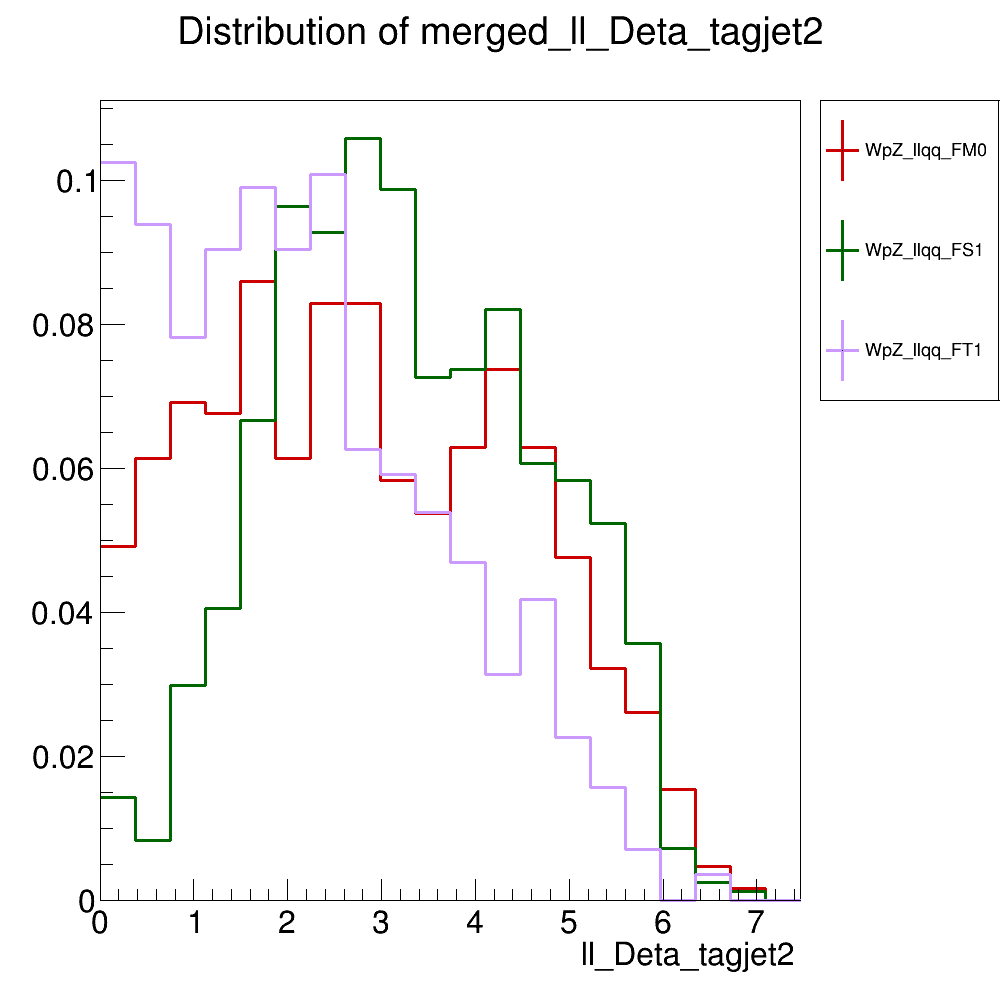 Distribution of merged_ll_Deta_tagjet2
WpZ_llqq_FM0
WpZ_llqq_FS1
WpZ_llqq_FT1
0.1
0.08
0.06
0.04
0.02
0
0 1 2 3 4 5 6 7
ll_Deta_tagjet2